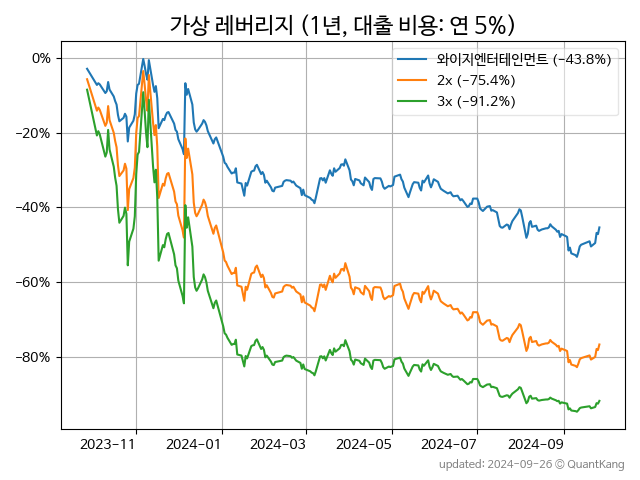 가상 레버리지 (1년, 대출 비용: 연 5%)
와이지엔터테인먼트 (−43.8%)
2x (−75.4%)
3x (−91.2%)
0%
−20%
−40%
−60%
−80%
2023-11 2024-01 2024-03 2024-05 2024-07 2024-09
updated: 2024-09-26 © QuantKang